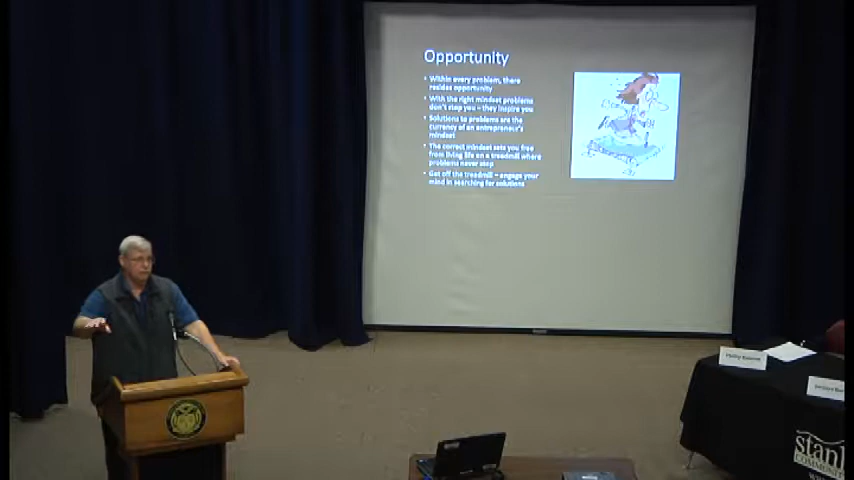 Opportunity
• Within every problem, there
resides opportunity
• With the right mindset problems
don't stop you – they inspire you
• Solutions to problems are the
currency of an entrepreneur's
mindset
• The correct mindset sets you free
from living life on a treadmill where
problems never stop
• Get off the treadmill – engage your
mind in searching for solutions
stanl
COMMUNIT